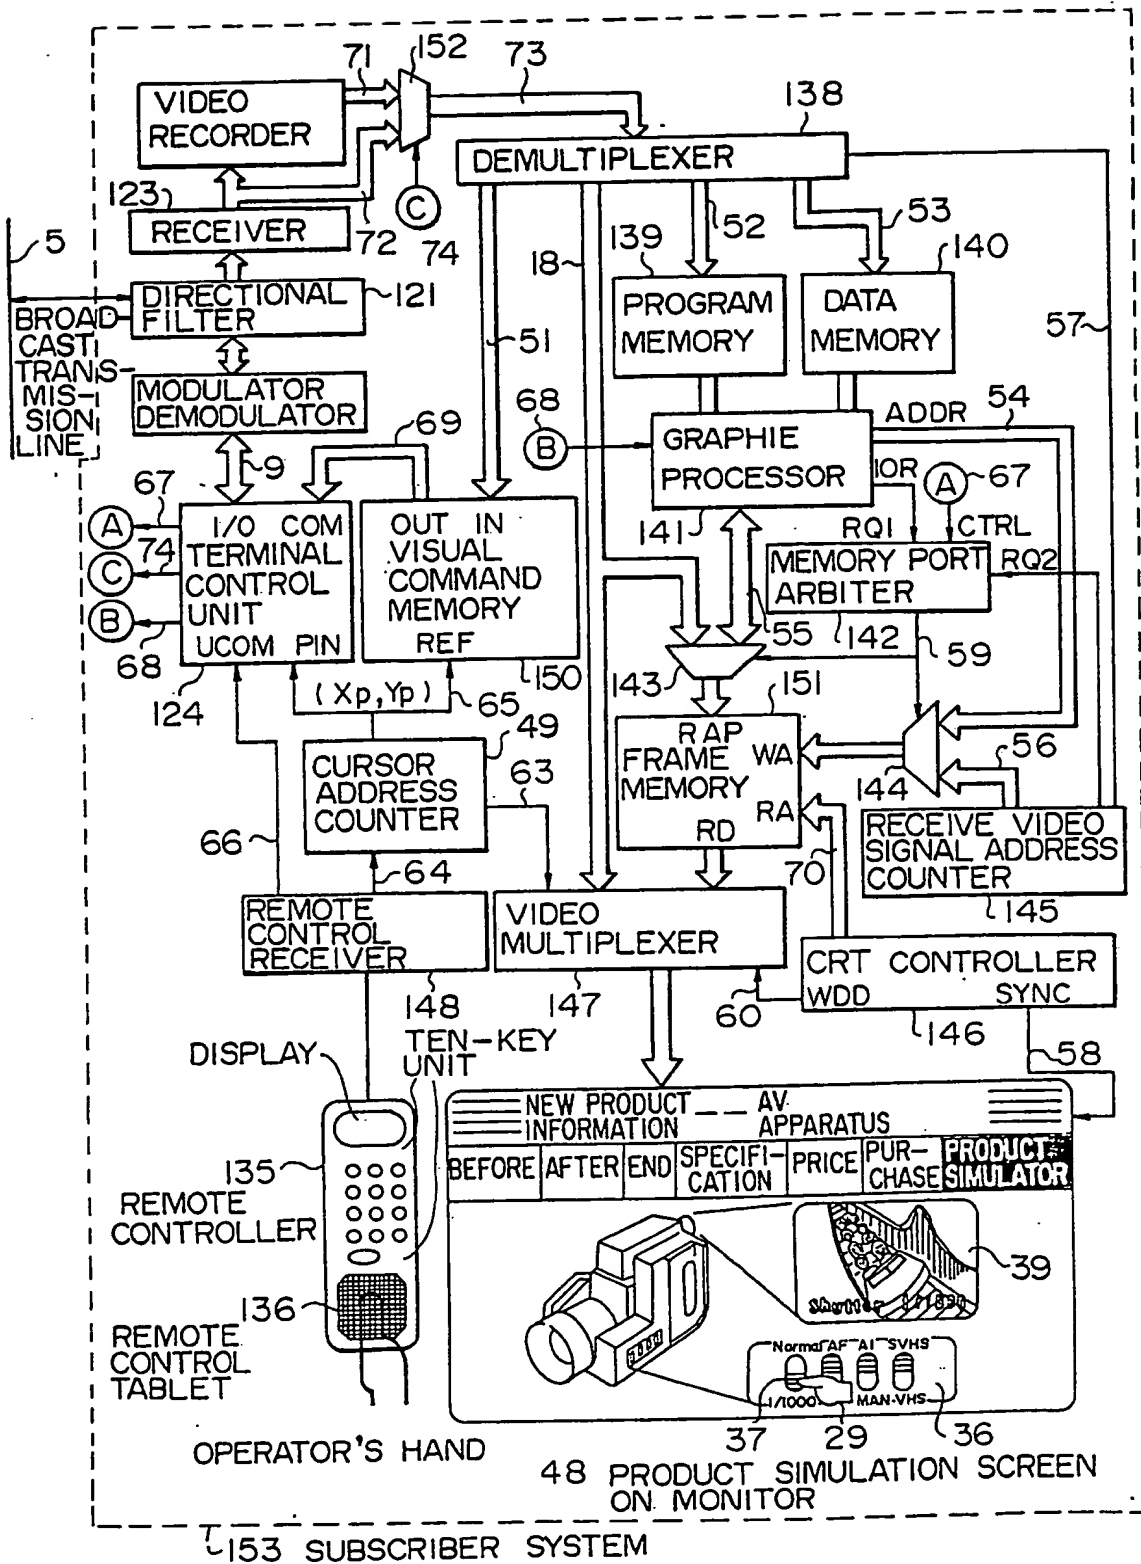 71
152
73
138
VIDEO
RECORDER
DEMULTIPLEXER
123
RECEIVER
72
C
74
5
18
52
53
139
140
DIRECTIONAL
FILTER
121
PROGRAM
MEMORY
DATA
MEMORY
57
51
BROAD
CAST
TRANS-
MIS-
SION
LINE
MODULATOR
DEMODULATOR
69
68
B
ADDR
54
GRAPHIE
PROCESSOR
9
67
IOR
A
67
141
RQ1
CTRL
A
74
C
B
68
I/O COM
TERMINAL
CONTROL
UNIT
UCOM PIN
OUT IN
VISUAL
COMMAND
MEMORY
REF
MEMORY PORT
ARBITER
RQ2
142
55
59
124
(Xp, Yp)
65
150
143
151
49
RAP
FRAME
MEMORY
WA
RA
RD
144
56
CURSOR
ADDRESS
COUNTER
63
66
64
70
RECEIVE VIDEO
SIGNAL ADDRESS
COUNTER
145
REMOTE
CONTROL
RECEIVER
VIDEO
MULTIPLEXER
CRT CONTROLLER
WDD SYNC
148
147
60
146
58
DISPLAY
TEN-KEY
UNIT
NEW PRODUCT
INFORMATION
AV
APPARATUS
BEFORE
AFTER
END
SPECIFI-
CATION
PRICE
PUR-
CHASE
PRODUCT
SIMULATOR
135
REMOTE
CONTROLLER
39
Shutter
136
REMOTE
CONTROL
TABLET
Normal AF AI SVHS
1/1000 MAN-VHS
37
29
36
OPERATOR'S HAND
48 PRODUCT SIMULATION SCREEN
ON MONITOR
153 SUBSCRIBER SYSTEM